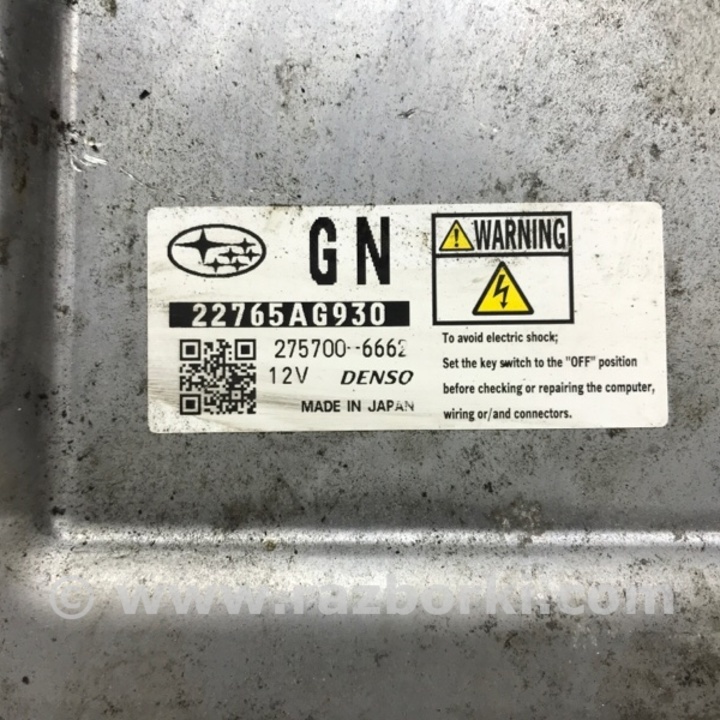 GN
22765AG930
275700-6662
12V DENSO
MADE IN JAPAN
WARNING
To avoid electric shock;
Set the key switch to the "OFF" position
before checking or repairing the computer,
wiring or/and connectors.
© www.razborkr.com